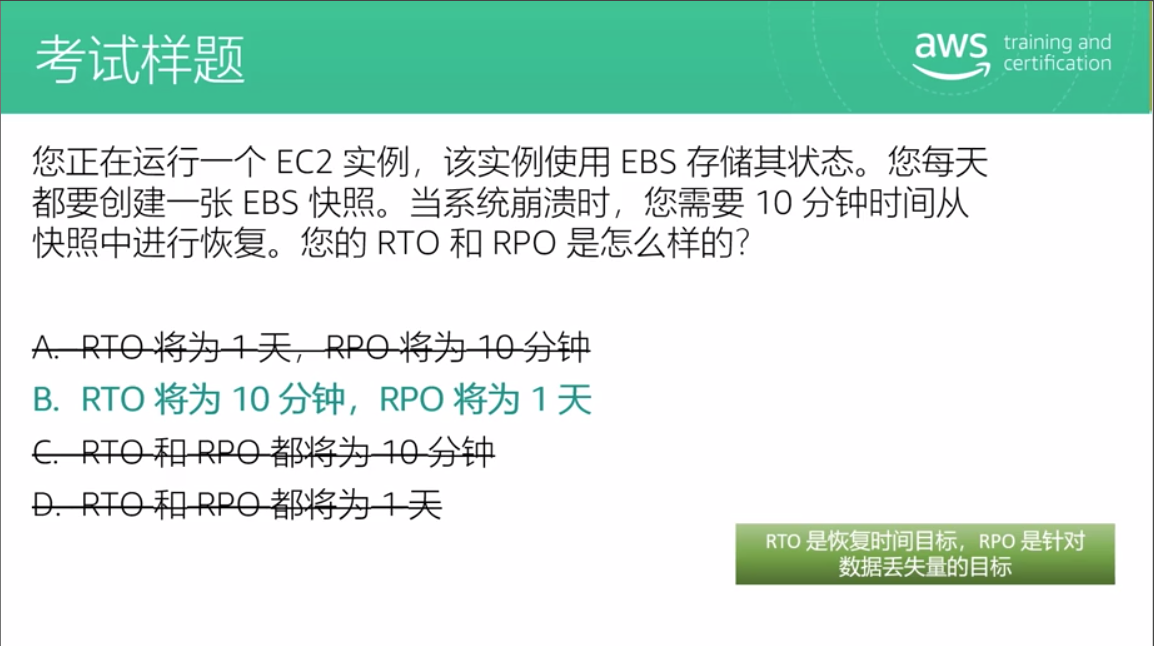 考试样题
aws training and
certification
您正在运行一个 EC2 实例，该实例使用 EBS 存储其状态。您每天
都要创建一张 EBS 快照。当系统崩溃时，您需要 10 分钟时间从
快照中进行恢复。您的 RTO 和 RPO 是怎么样的?
A. RTO 将为 1 天，RPO 将为 10 分钟
B. RTO 将为 10 分钟，RPO 将为 1 天
C. RTO 和 RPO 都将为 10 分钟
D. RTO 和 RPO 都将为 1 天
RTO 是恢复时间目标，RPO 是针对
数据丢失量的目标